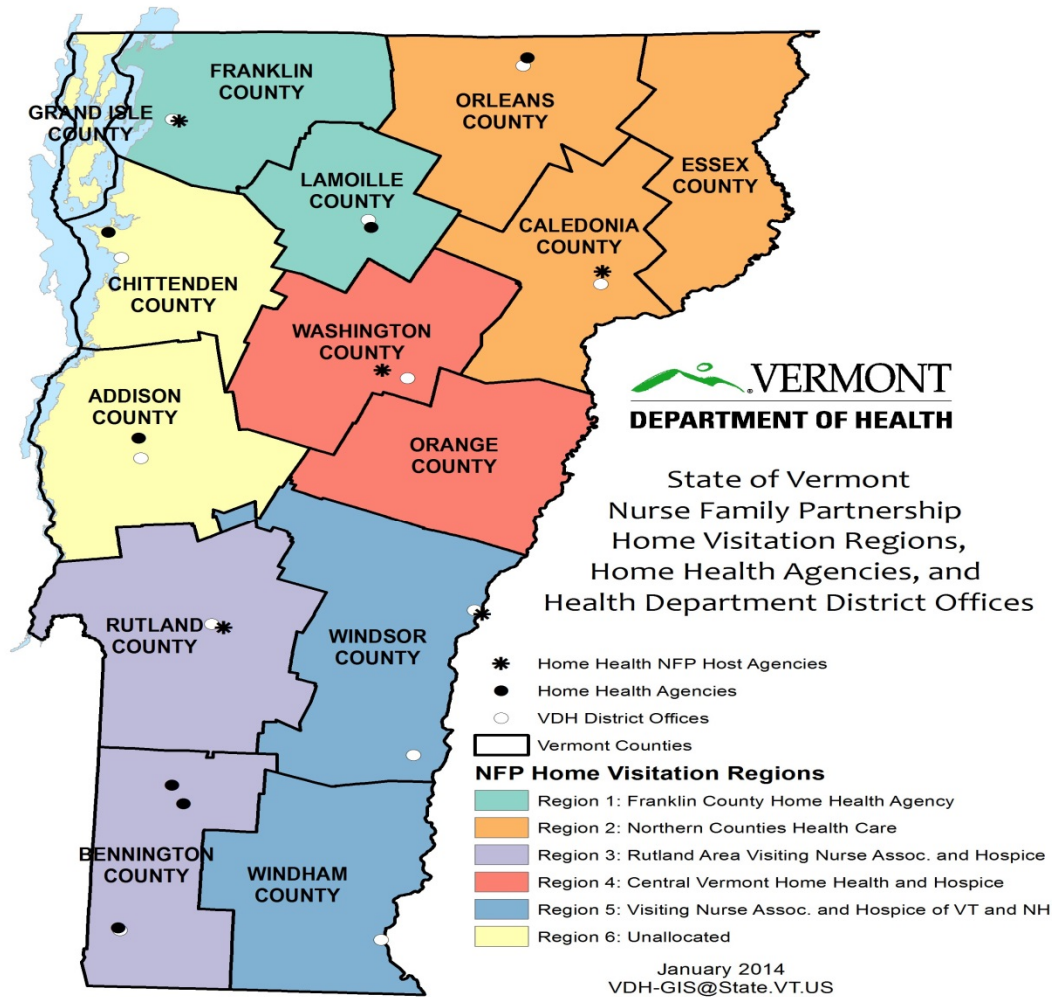 FRANKLIN
COUNTY
ORLEANS
COUNTY
GRAND ISLE
COUNTY
ESSEX
COUNTY
LAMOILLE
COUNTY
CALEDONIA
COUNTY
CHITTENDEN
COUNTY
WASHINGTON
COUNTY
ADDISON
COUNTY
ORANGE
COUNTY
VERMONT
DEPARTMENT OF HEALTH
State of Vermont
Nurse Family Partnership
Home Visitation Regions,
Home Health Agencies, and
Health Department District Offices
RUTLAND
COUNTY
WINDSOR
COUNTY
BENNINGTON
COUNTY
WINDHAM
COUNTY
Home Health NFP Host Agencies
Home Health Agencies
VDH District Offices
Vermont Counties
NFP Home Visitation Regions
Region 1: Franklin County Home Health Agency
Region 2: Northern Counties Health Care
Region 3: Rutland Area Visiting Nurse Assoc. and Hospice
Region 4: Central Vermont Home Health and Hospice
Region 5: Visiting Nurse Assoc. and Hospice of VT and NH
Region 6: Unallocated
January 2014
VDH-GIS@State.VT.US